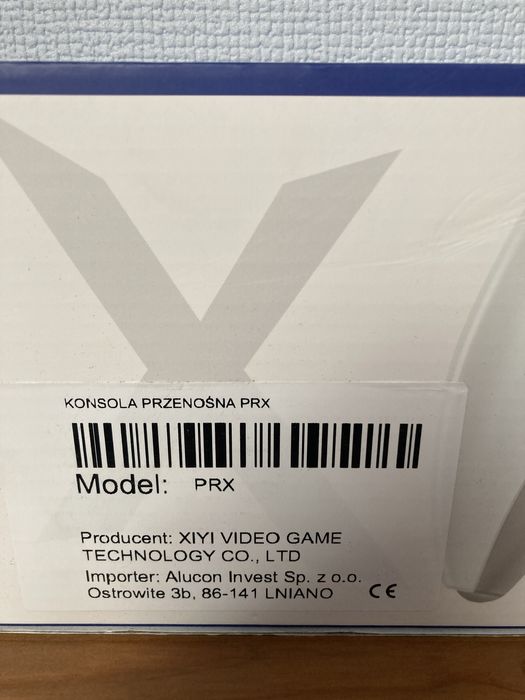 X
KONSOLA PRZENOŚNA PRX
Model: PRX
Producent: XIYI VIDEO GAME
TECHNOLOGY CO., LTD
Importer: Alucon Invest Sp. z o.o.
Ostrowite 3b, 86-141 LNIANO CE